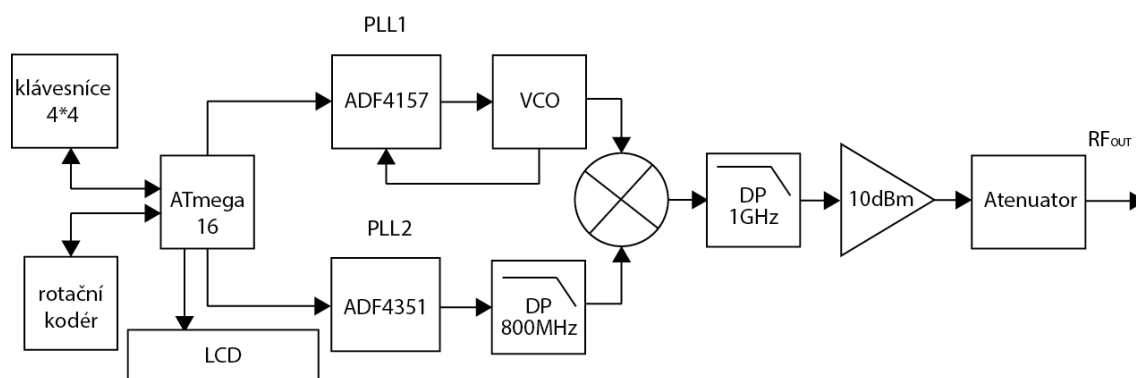 PLL1
klávesníce
4*4
ADF4157
VCO
RFOUT
ATmega
16
DP
1GHz
10dBm
Atenuator
PLL2
rotační
kodér
ADF4351
DP
800MHz
LCD